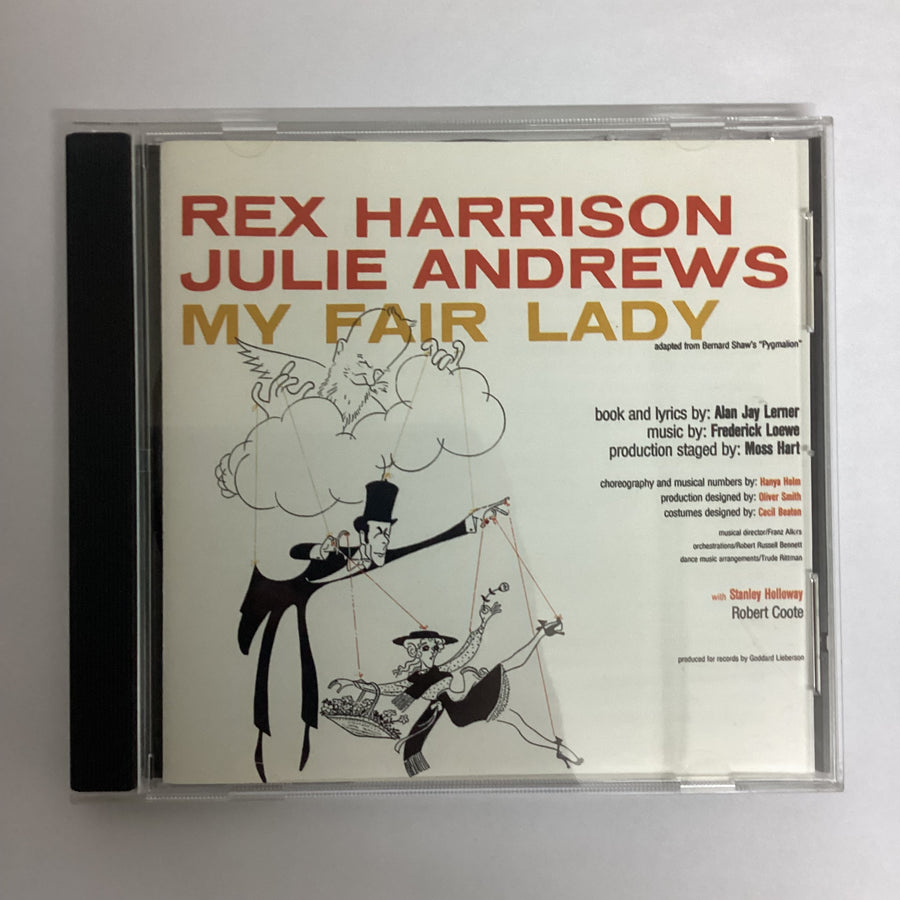 REX HARRISON
JULIE ANDREWS
MY FAIR LADY
adapted from Bernard Shaw's "Pygmalion"
book and lyrics by: Alan Jay Lerner
music by: Frederick Loewe
production staged by: Moss Hart
choreography and musical numbers by: Hanya Holm
production designed by: Oliver Smith
costumes designed by: Cecil Beaton
musical director/Franz Allers
orchestrations/Robert Russell Bennett
dance music arrangements/Trude Rittman
with Stanley Holloway
Robert Coote
produced for records by Goddard Lieberson